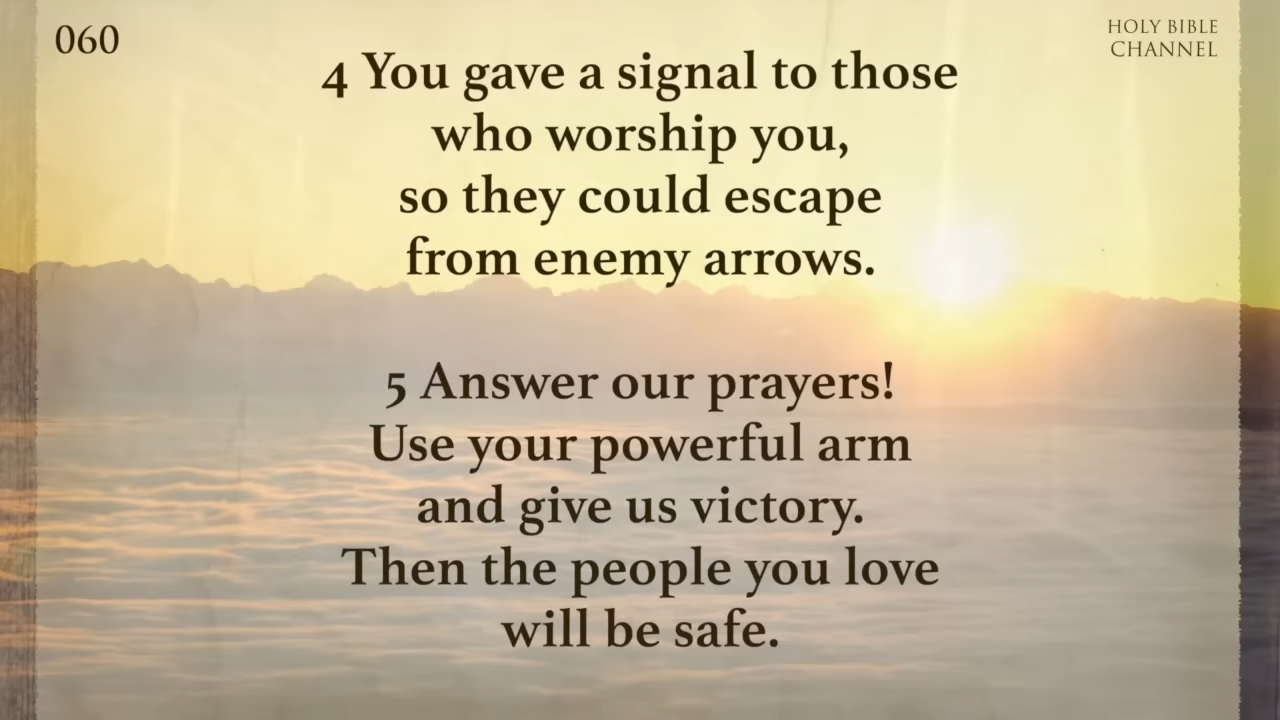 060
HOLY BIBLE
CHANNEL
4 You gave a signal to those
who worship you,
so they could escape
from enemy arrows.
5 Answer our prayers!
Use your powerful arm
and give us victory.
Then the people you love
will be safe.